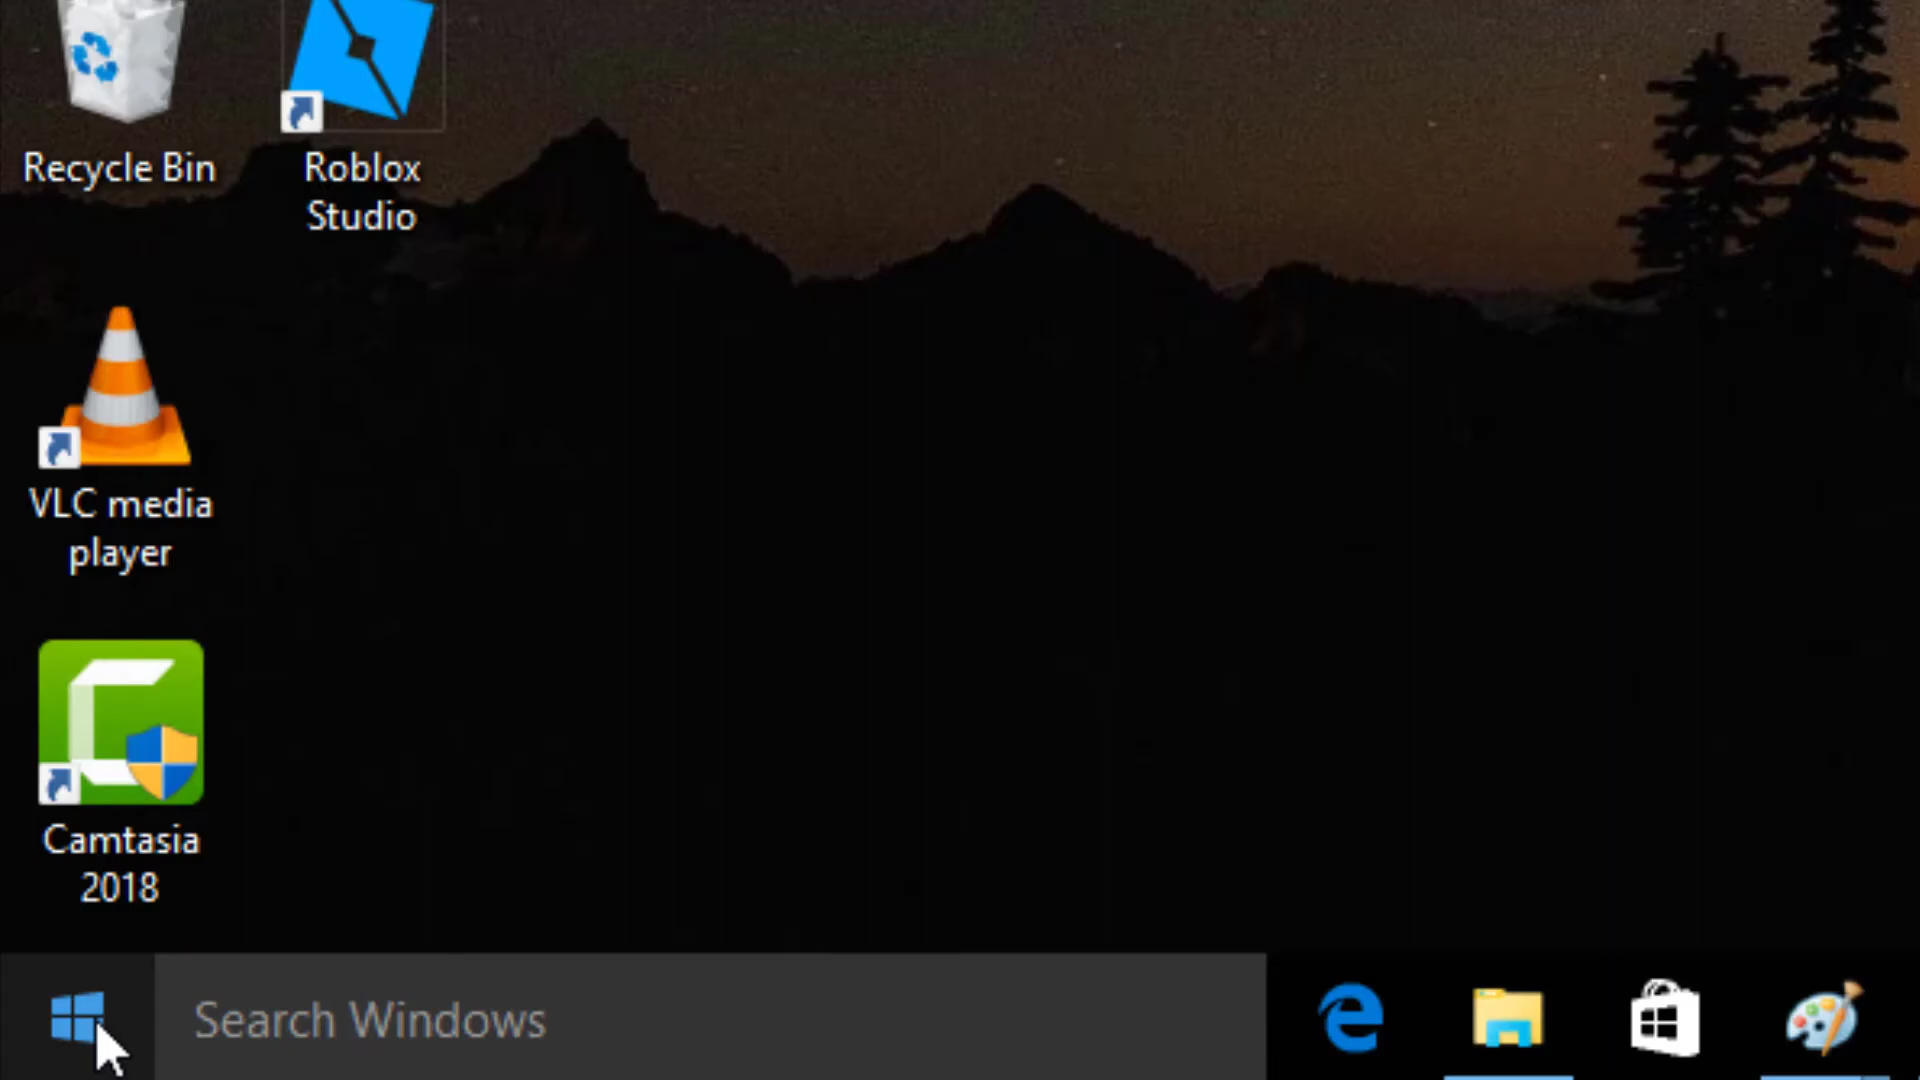 Recycle Bin
Roblox
Studio
VLC media
player
Camtasia
2018
Search Windows